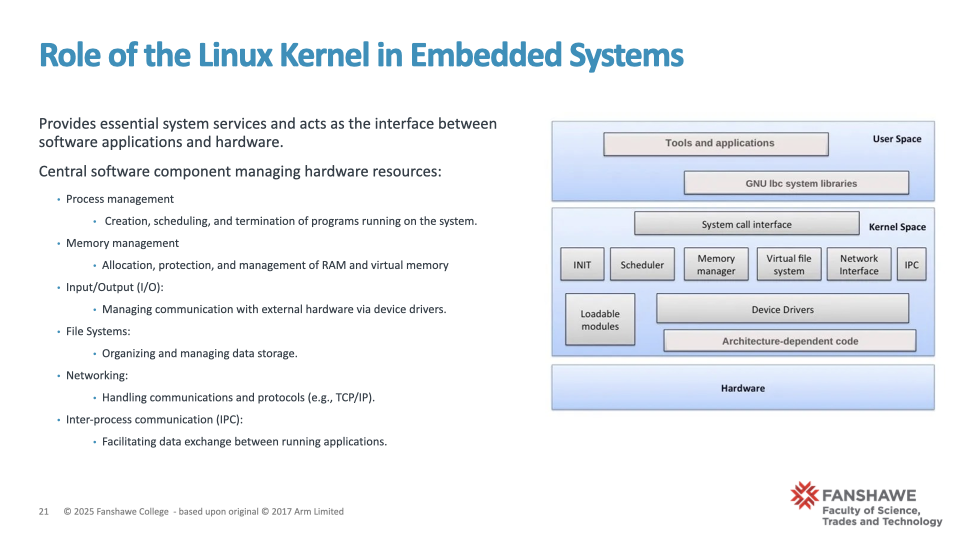 Role of the Linux Kernel in Embedded Systems
Provides essential system services and acts as the interface between
software applications and hardware.
Central software component managing hardware resources:
• Process management
• Creation, scheduling, and termination of programs running on the system.
• Memory management
• Allocation, protection, and management of RAM and virtual memory
• Input/Output (I/O):
• Managing communication with external hardware via device drivers.
• File Systems:
• Organizing and managing data storage.
• Networking:
• Handling communications and protocols (e.g., TCP/IP).
• Inter-process communication (IPC):
• Facilitating data exchange between running applications.
User Space
Tools and applications
GNU lbc system libraries
System call interface
Kernel Space
INIT
Scheduler
Memory
manager
Virtual file
system
Network
Interface
IPC
Loadable
modules
Device Drivers
Architecture-dependent code
Hardware
21 © 2025 Fanshawe College - based upon original © 2017 Arm Limited
FANSHAWE
Faculty of Science,
Trades and Technology